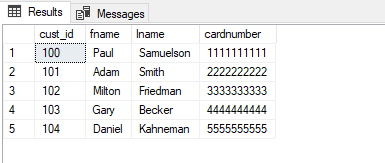 Results Messages
cust_id fname lname cardnumber
1 100 Paul Samuelson 1111111111
2 101 Adam Smith 2222222222
3 102 Milton Friedman 3333333333
4 103 Gary Becker 4444444444
5 104 Daniel Kahneman 5555555555